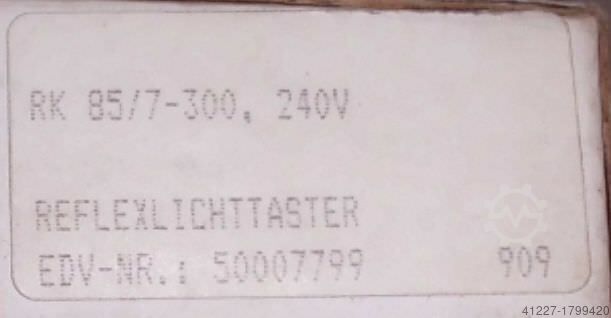 RK 85/7-300, 240V
REFLEXLICHTTASTER
EDV-NR.: 50007799 909
41227-1799420